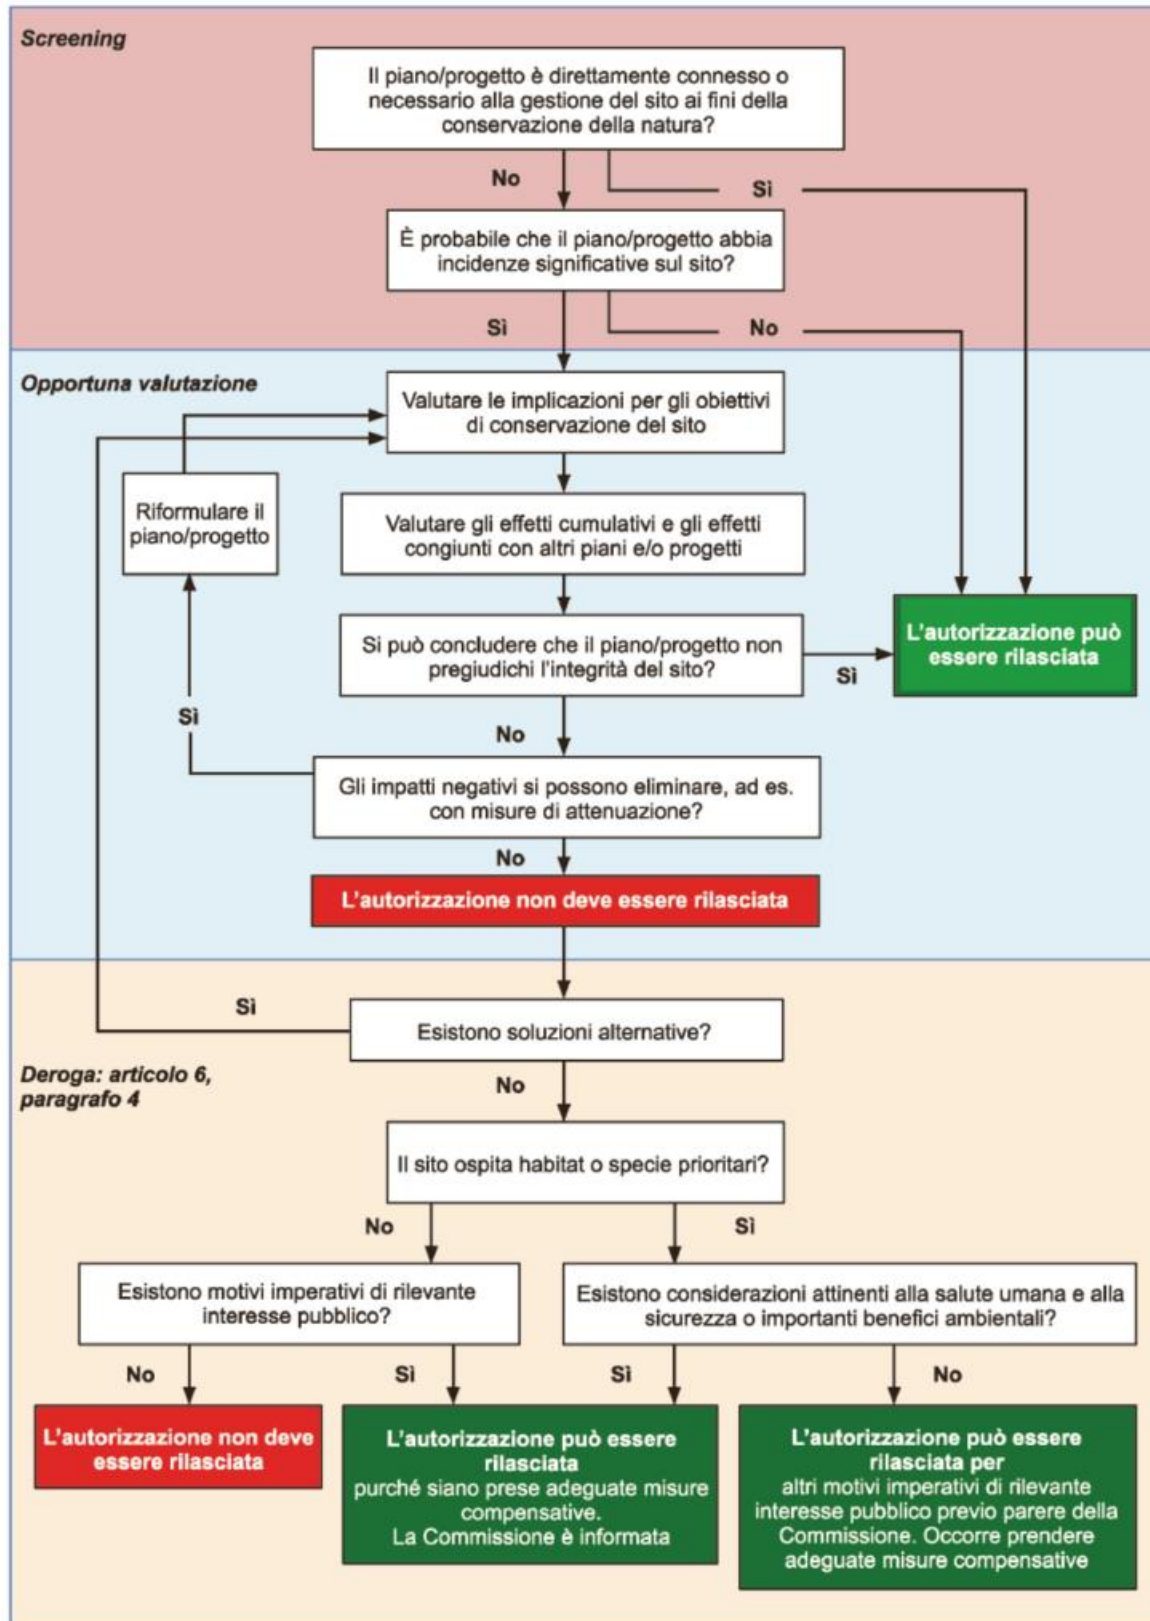 Screening
Il piano/progetto è direttamente connesso o
necessario alla gestione del sito ai fini della
conservazione della natura?
No
Sì
È probabile che il piano/progetto abbia
incidenze significative sul sito?
Sì
No
Opportuna valutazione
Valutare le implicazioni per gli obiettivi
di conservazione del sito
Riformulare il
piano/progetto
Valutare gli effetti cumulativi e gli effetti
congiunti con altri piani e/o progetti
Si può concludere che il piano/progetto non
pregiudichi l'integrità del sito?
Sì
L'autorizzazione può
essere rilasciata
Sì
No
Gli impatti negativi si possono eliminare, ad es.
con misure di attenuazione?
No
L'autorizzazione non deve essere rilasciata
Sì
Esistono soluzioni alternative?
Deroga: articolo 6,
paragrafo 4
No
Il sito ospita habitat o specie prioritari?
No
Sì
Esistono motivi imperativi di rilevante
interesse pubblico?
Esistono considerazioni attinenti alla salute umana e alla
sicurezza o importanti benefici ambientali?
No
Sì
Sì
No
L'autorizzazione non deve
essere rilasciata
L'autorizzazione può essere
rilasciata
purché siano prese adeguate misure
compensative.
La Commissione è informata
L'autorizzazione può essere
rilasciata per
altri motivi imperativi di rilevante
interesse pubblico previo parere della
Commissione. Occorre prendere
adeguate misure compensative